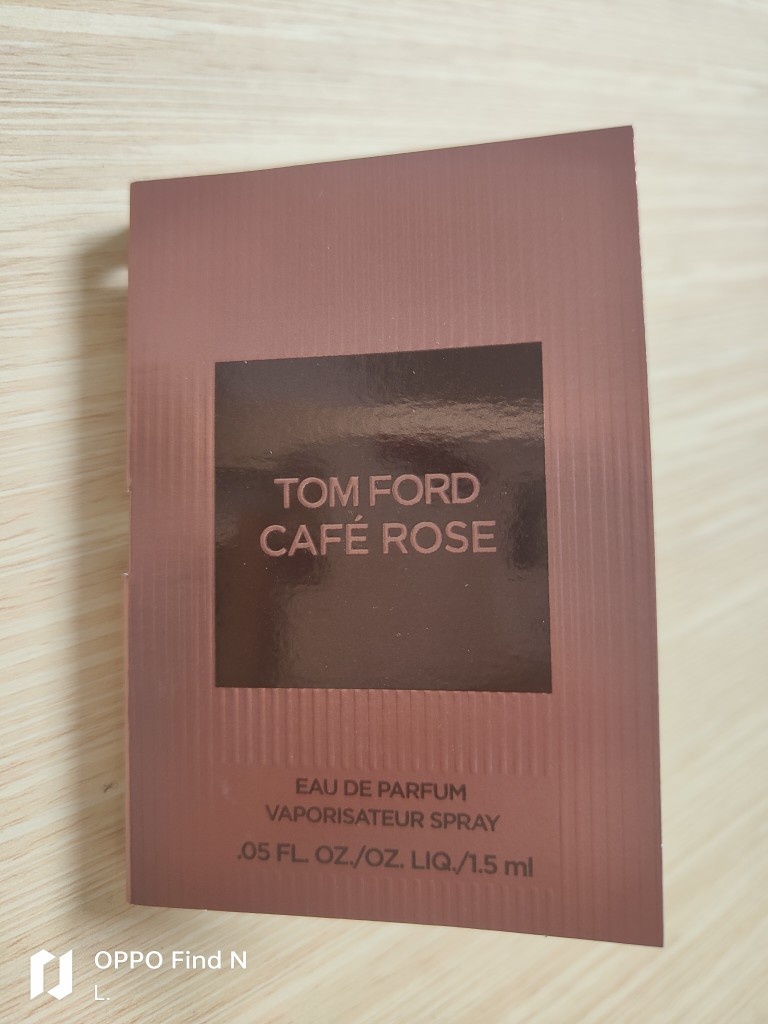 TOM FORD
CAFÉ ROSE
EAU DE PARFUM
VAPORISATEUR SPRAY
.05 FL. OZ./OZ. LIQ./1.5 ml
OPPO Find N
L.